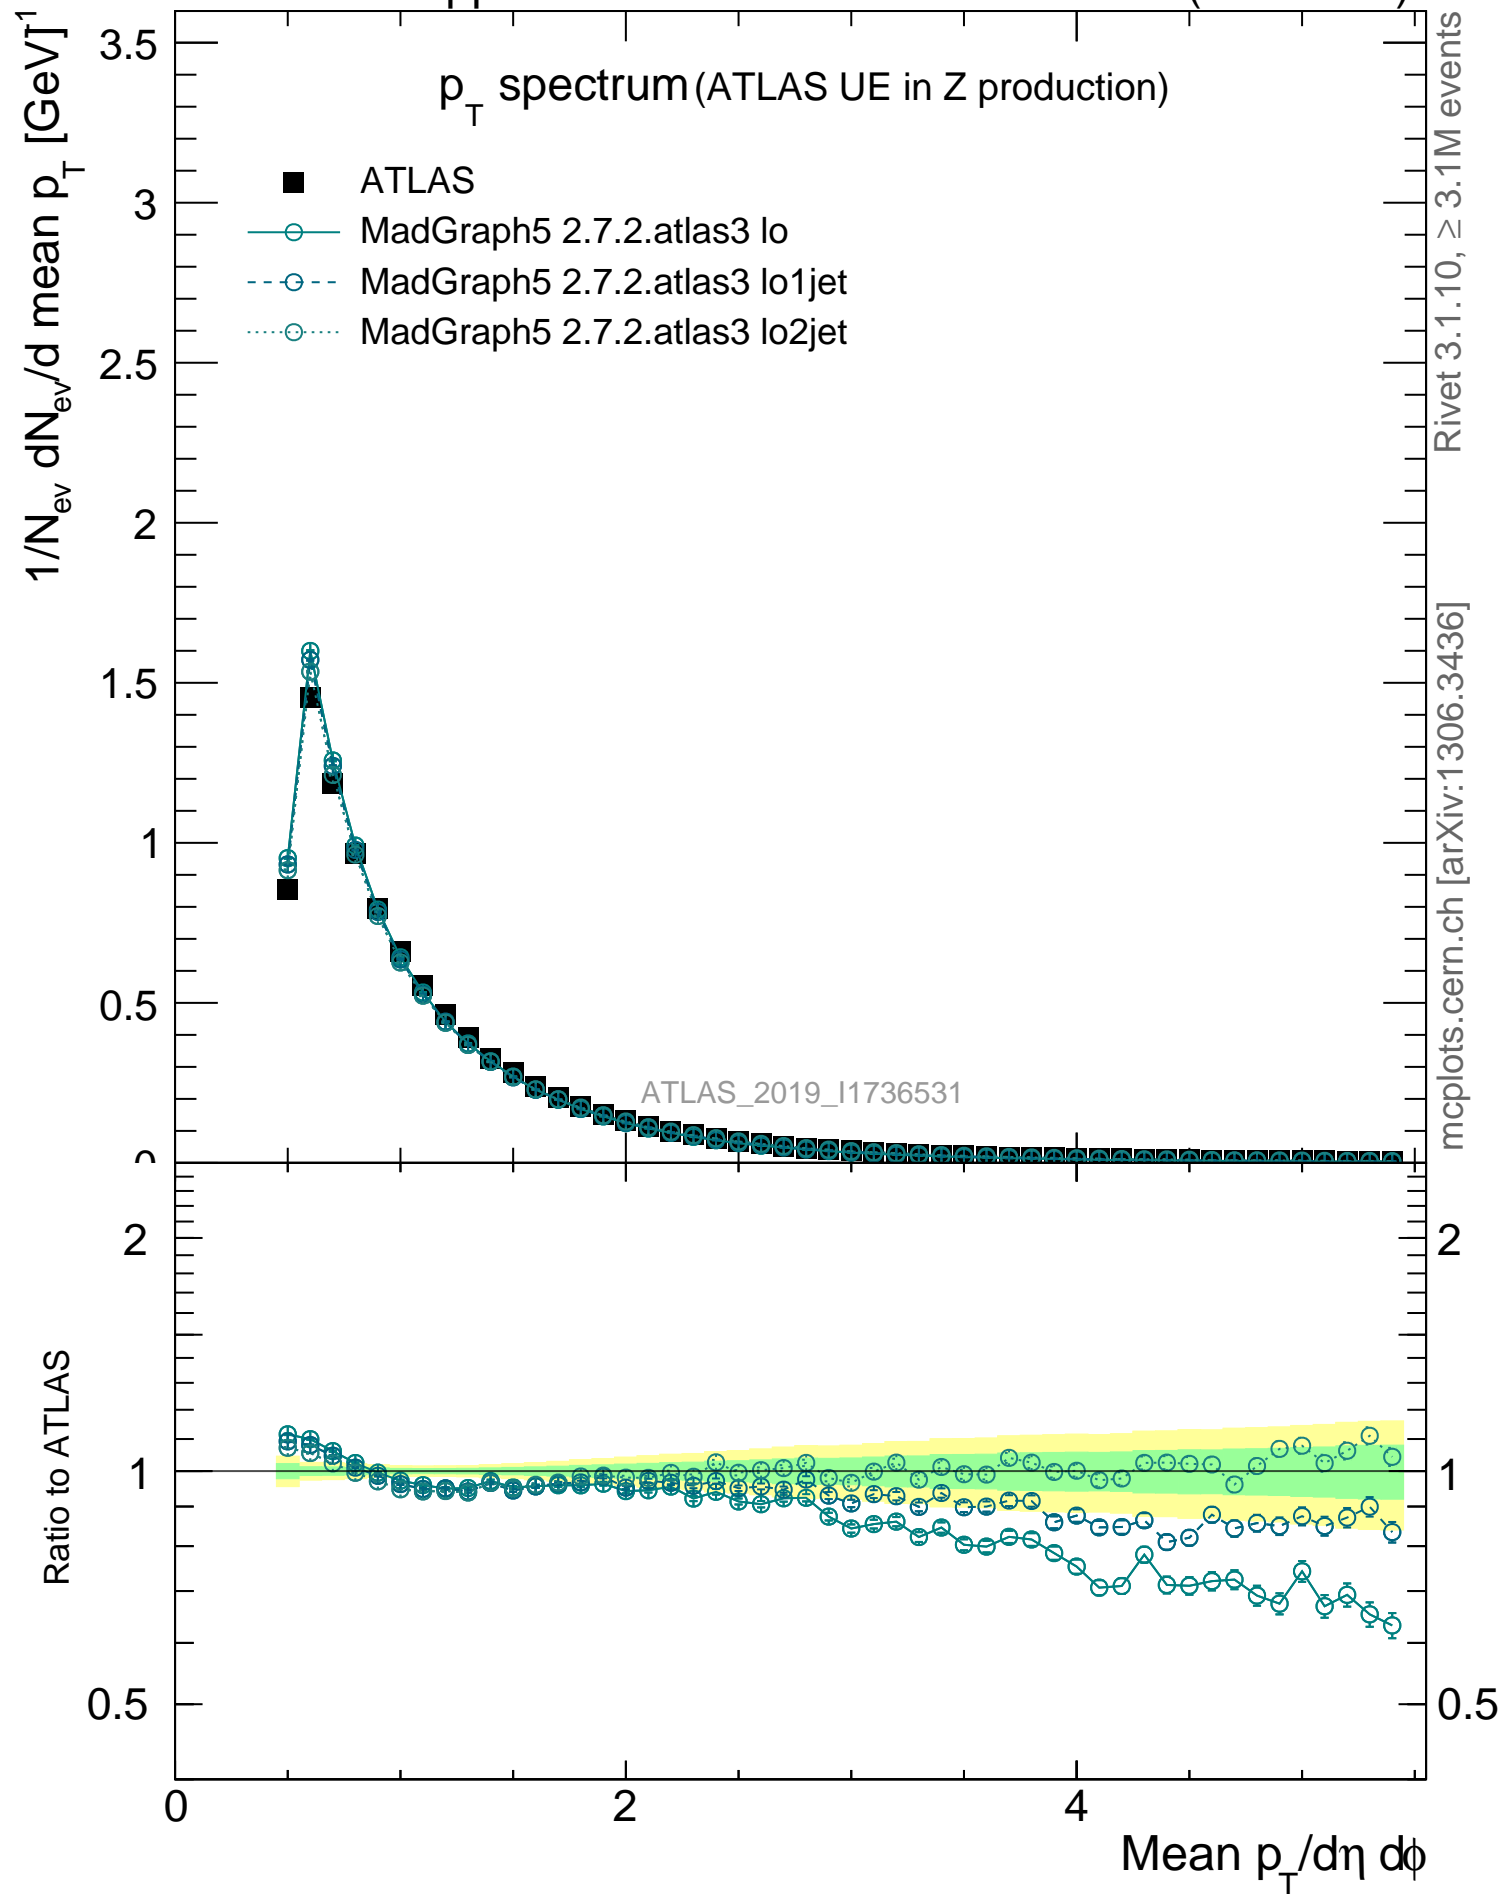 pp
(
)
p_T spectrum (ATLAS UE in Z production)
1/N_ev dN_ev/d mean p_T [GeV]^-1
ATLAS
MadGraph5 2.7.2.atlas3 lo
MadGraph5 2.7.2.atlas3 lo1jet
MadGraph5 2.7.2.atlas3 lo2jet
3.5
3
2.5
2
1.5
1
0.5
0
ATLAS_2019_I1736531
Rivet 3.1.10, ≥ 3.1M events
mcplots.cern.ch [arXiv:1306.3436]
Ratio to ATLAS
2
1
0.5
2
1
0.5
0
2
4
Mean p_T/dη dϕ